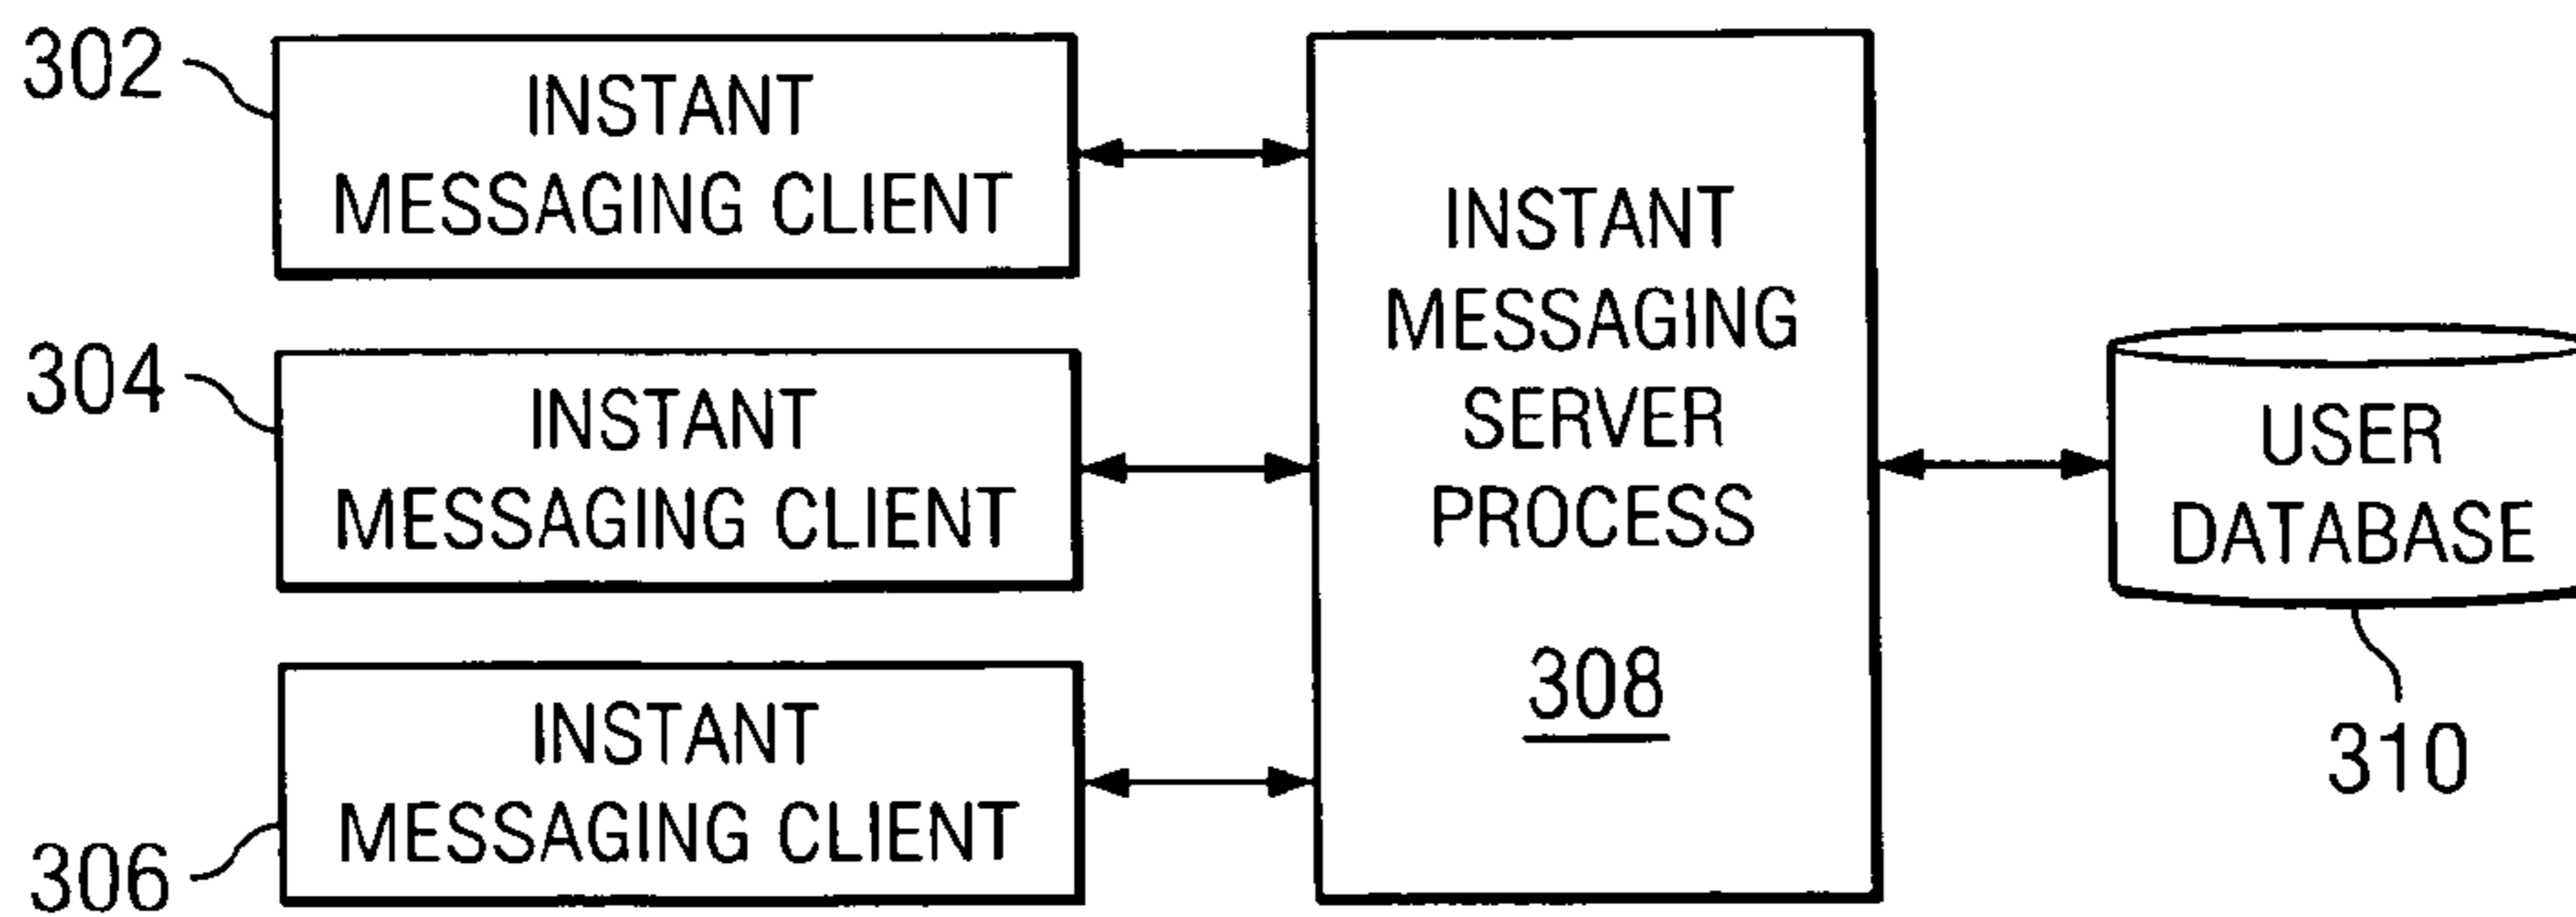 302
INSTANT
MESSAGING CLIENT
304
INSTANT
MESSAGING CLIENT
306
INSTANT
MESSAGING CLIENT
INSTANT
MESSAGING
SERVER
PROCESS
308
USER
DATABASE
310